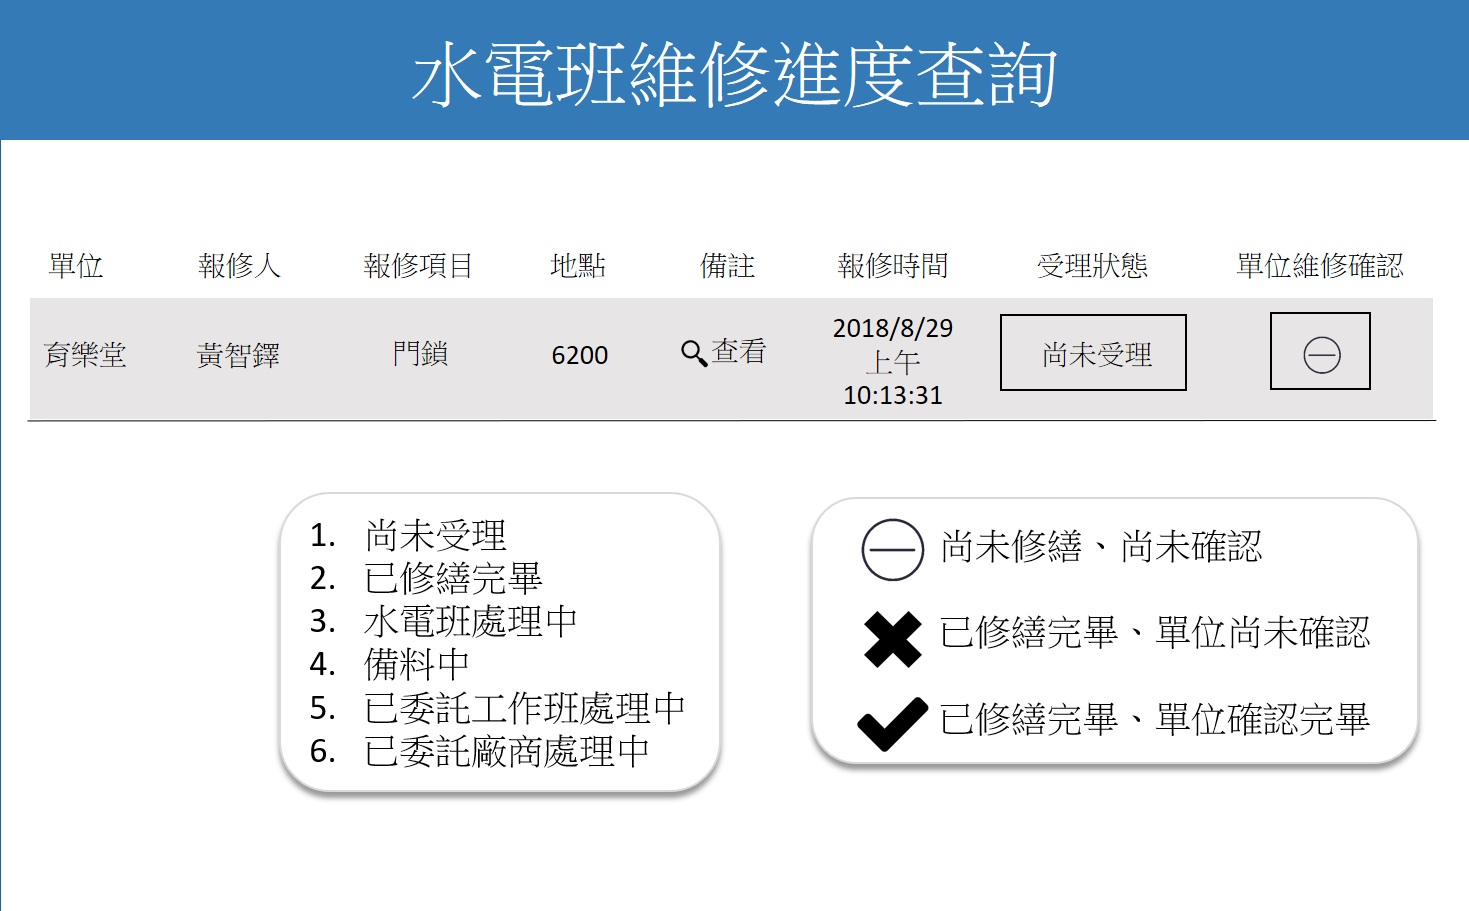 水電班維修進度查詢
單位 報修人 報修項目 地點 備註 報修時間 受理狀態 單位維修確認
育樂堂 黃智鐸 門鎖 6200 查看 2018/8/29 上午 10:13:31 尚未受理
1. 尚未受理
2. 已修繕完畢
3. 水電班處理中
4. 備料中
5. 已委託工作班處理中
6. 已委託廠商處理中
尚未修繕、尚未確認
已修繕完畢、單位尚未確認
已修繕完畢、單位確認完畢